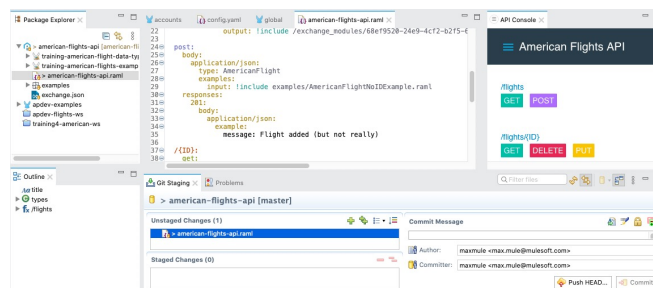 Package Explorer
> american-flights-api [american-fli
training-american-flight-data-typ
training-american-flights-examp
> american-flights-api.raml
examples
exchange.json
apdev-examples
apdev-flights-ws
training4-american-ws
Outline
title
types
/flights
accounts
config.yaml
global
american-flights-api.raml
22 output: !include /exchange_modules/68ef9520-24e9-4cf2-b2f5-6
23
24 post:
25 body:
26 application/json:
27 type: AmericanFlight
28 examples:
29 input: !include examples/AmericanFlightNoIDExample.raml
30 responses:
31 201:
32 body:
33 application/json:
34 example:
35 message: Flight added (but not really)
36
37 /{ID}:
38 get:
API Console
American Flights API
/flights
GET POST
/flights/{ID}
GET DELETE PUT
Git Staging
Problems
Filter files
> american-flights-api [master]
Unstaged Changes (1)
> american-flights-api.raml
Staged Changes (0)
Commit Message
Author: maxmule <max.mule@mulesoft.com>
Committer: maxmule <max.mule@mulesoft.com>
Push HEAD...
Commit